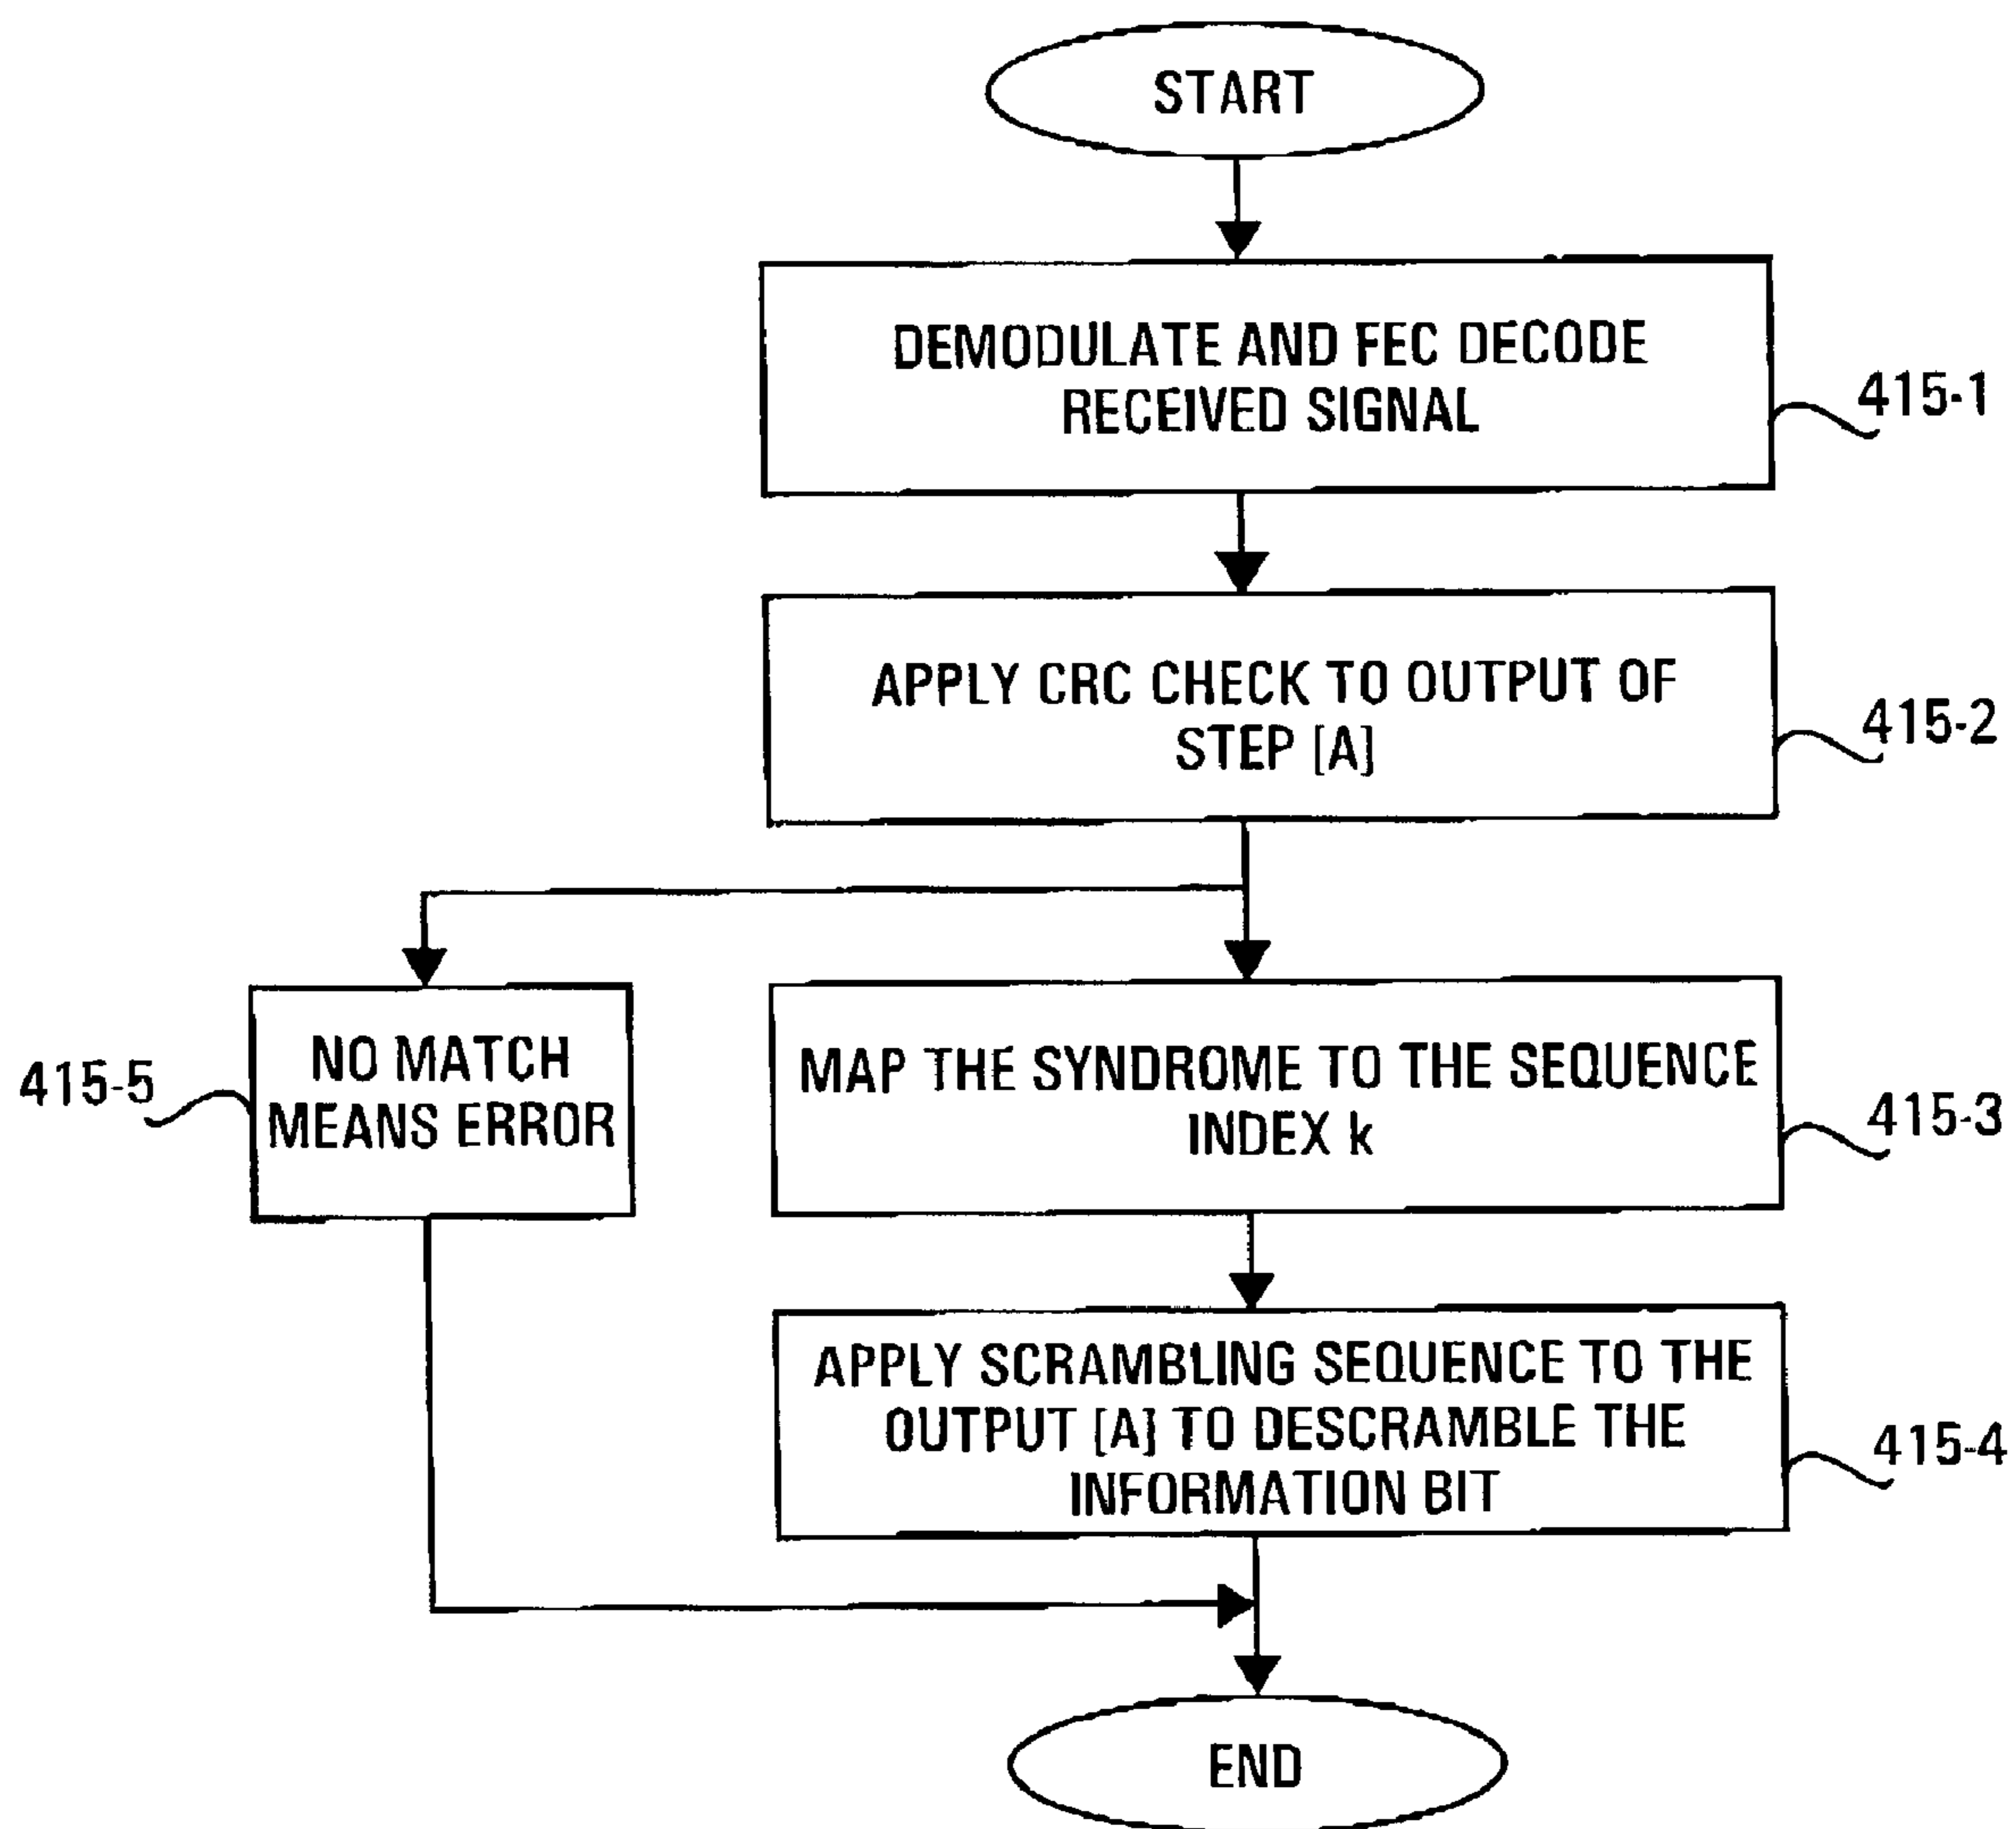 START
DEMODULATE AND FEC DECODE
RECEIVED SIGNAL
415-1
APPLY CRC CHECK TO OUTPUT OF
STEP [A]
415-2
NO MATCH
MEANS ERROR
415-5
MAP THE SYNDROME TO THE SEQUENCE
INDEX k
415-3
APPLY SCRAMBLING SEQUENCE TO THE
OUTPUT [A] TO DESCRAMBLE THE
INFORMATION BIT
415-4
END